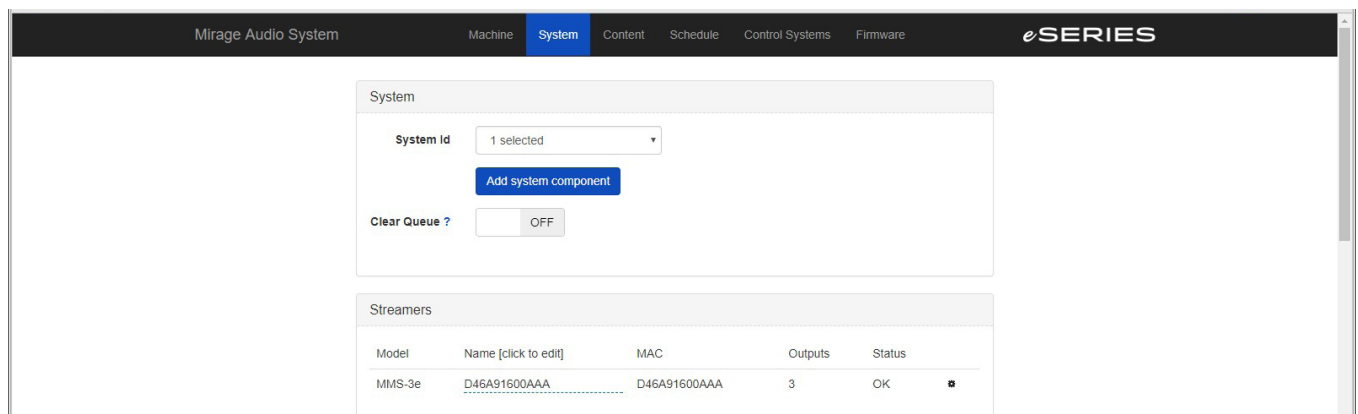 Mirage Audio System Machine System Content Schedule Control Systems Firmware eSERIES
System
System Id 1 selected
Add system component
Clear Queue ? OFF
Streamers
Model Name [click to edit] MAC Outputs Status
MMS-3e D46A91600AAA D46A91600AAA 3 OK